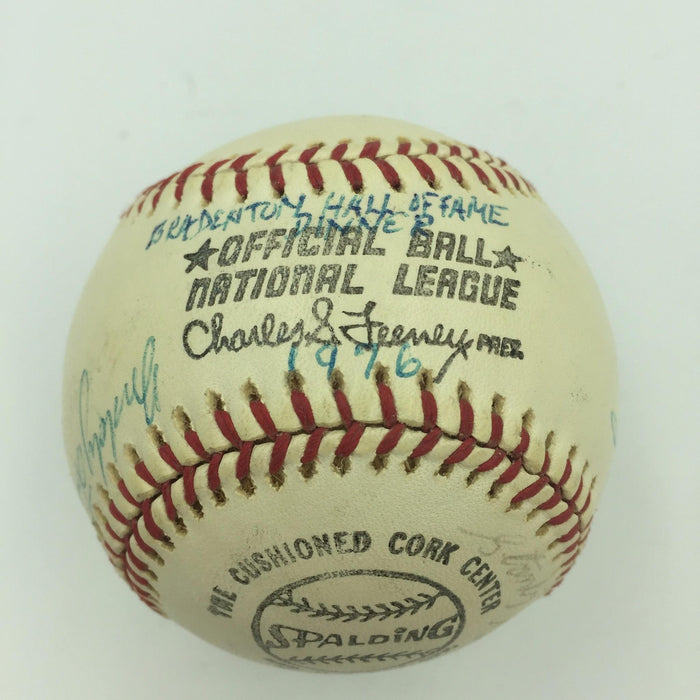 BRADENTON HALL OF FAME
DINNER
★OFFICIAL BALL★
NATIONAL LEAGUE
Charles S. Feeney PRES.
1976
THE CUSHIONED CORK CENTER
SPALDING